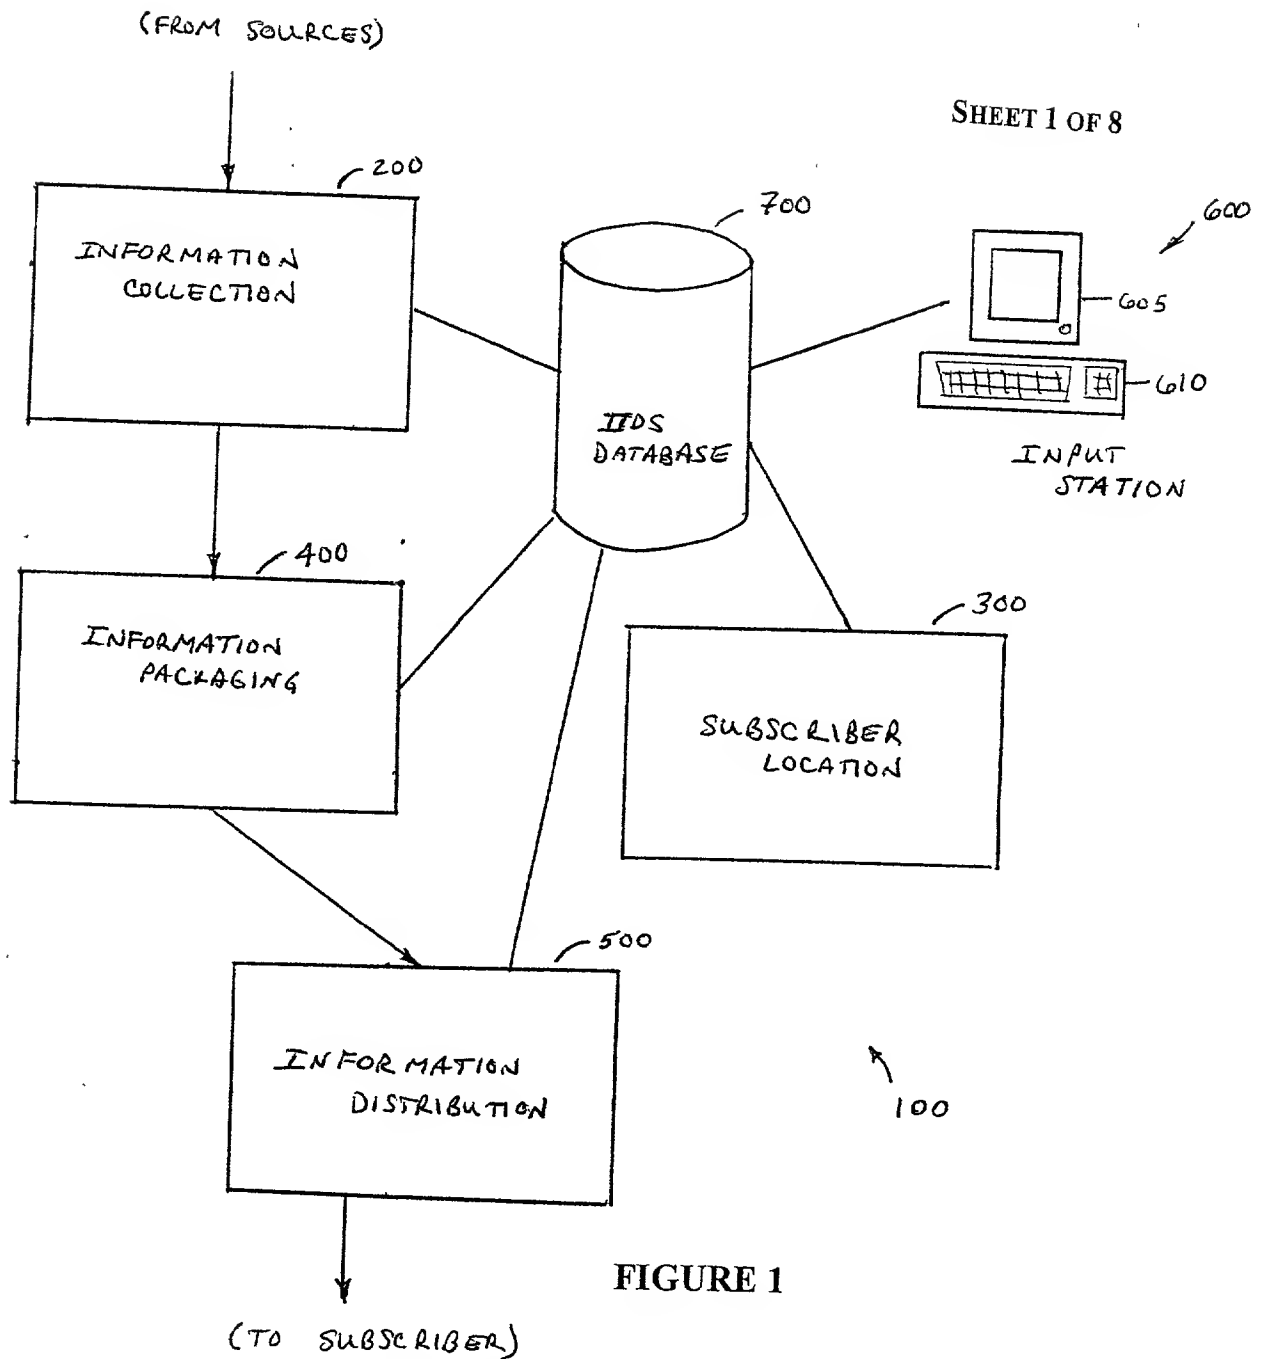 (FROM SOURCES)
SHEET 1 OF 8
200
700
600
INFORMATION
COLLECTION
605
610
IIDS
DATABASE
INPUT
STATION
400
300
INFORMATION
PACKAGING
SUBSCRIBER
LOCATION
500
INFORMATION
DISTRIBUTION
100
FIGURE 1
(TO SUBSCRIBER)